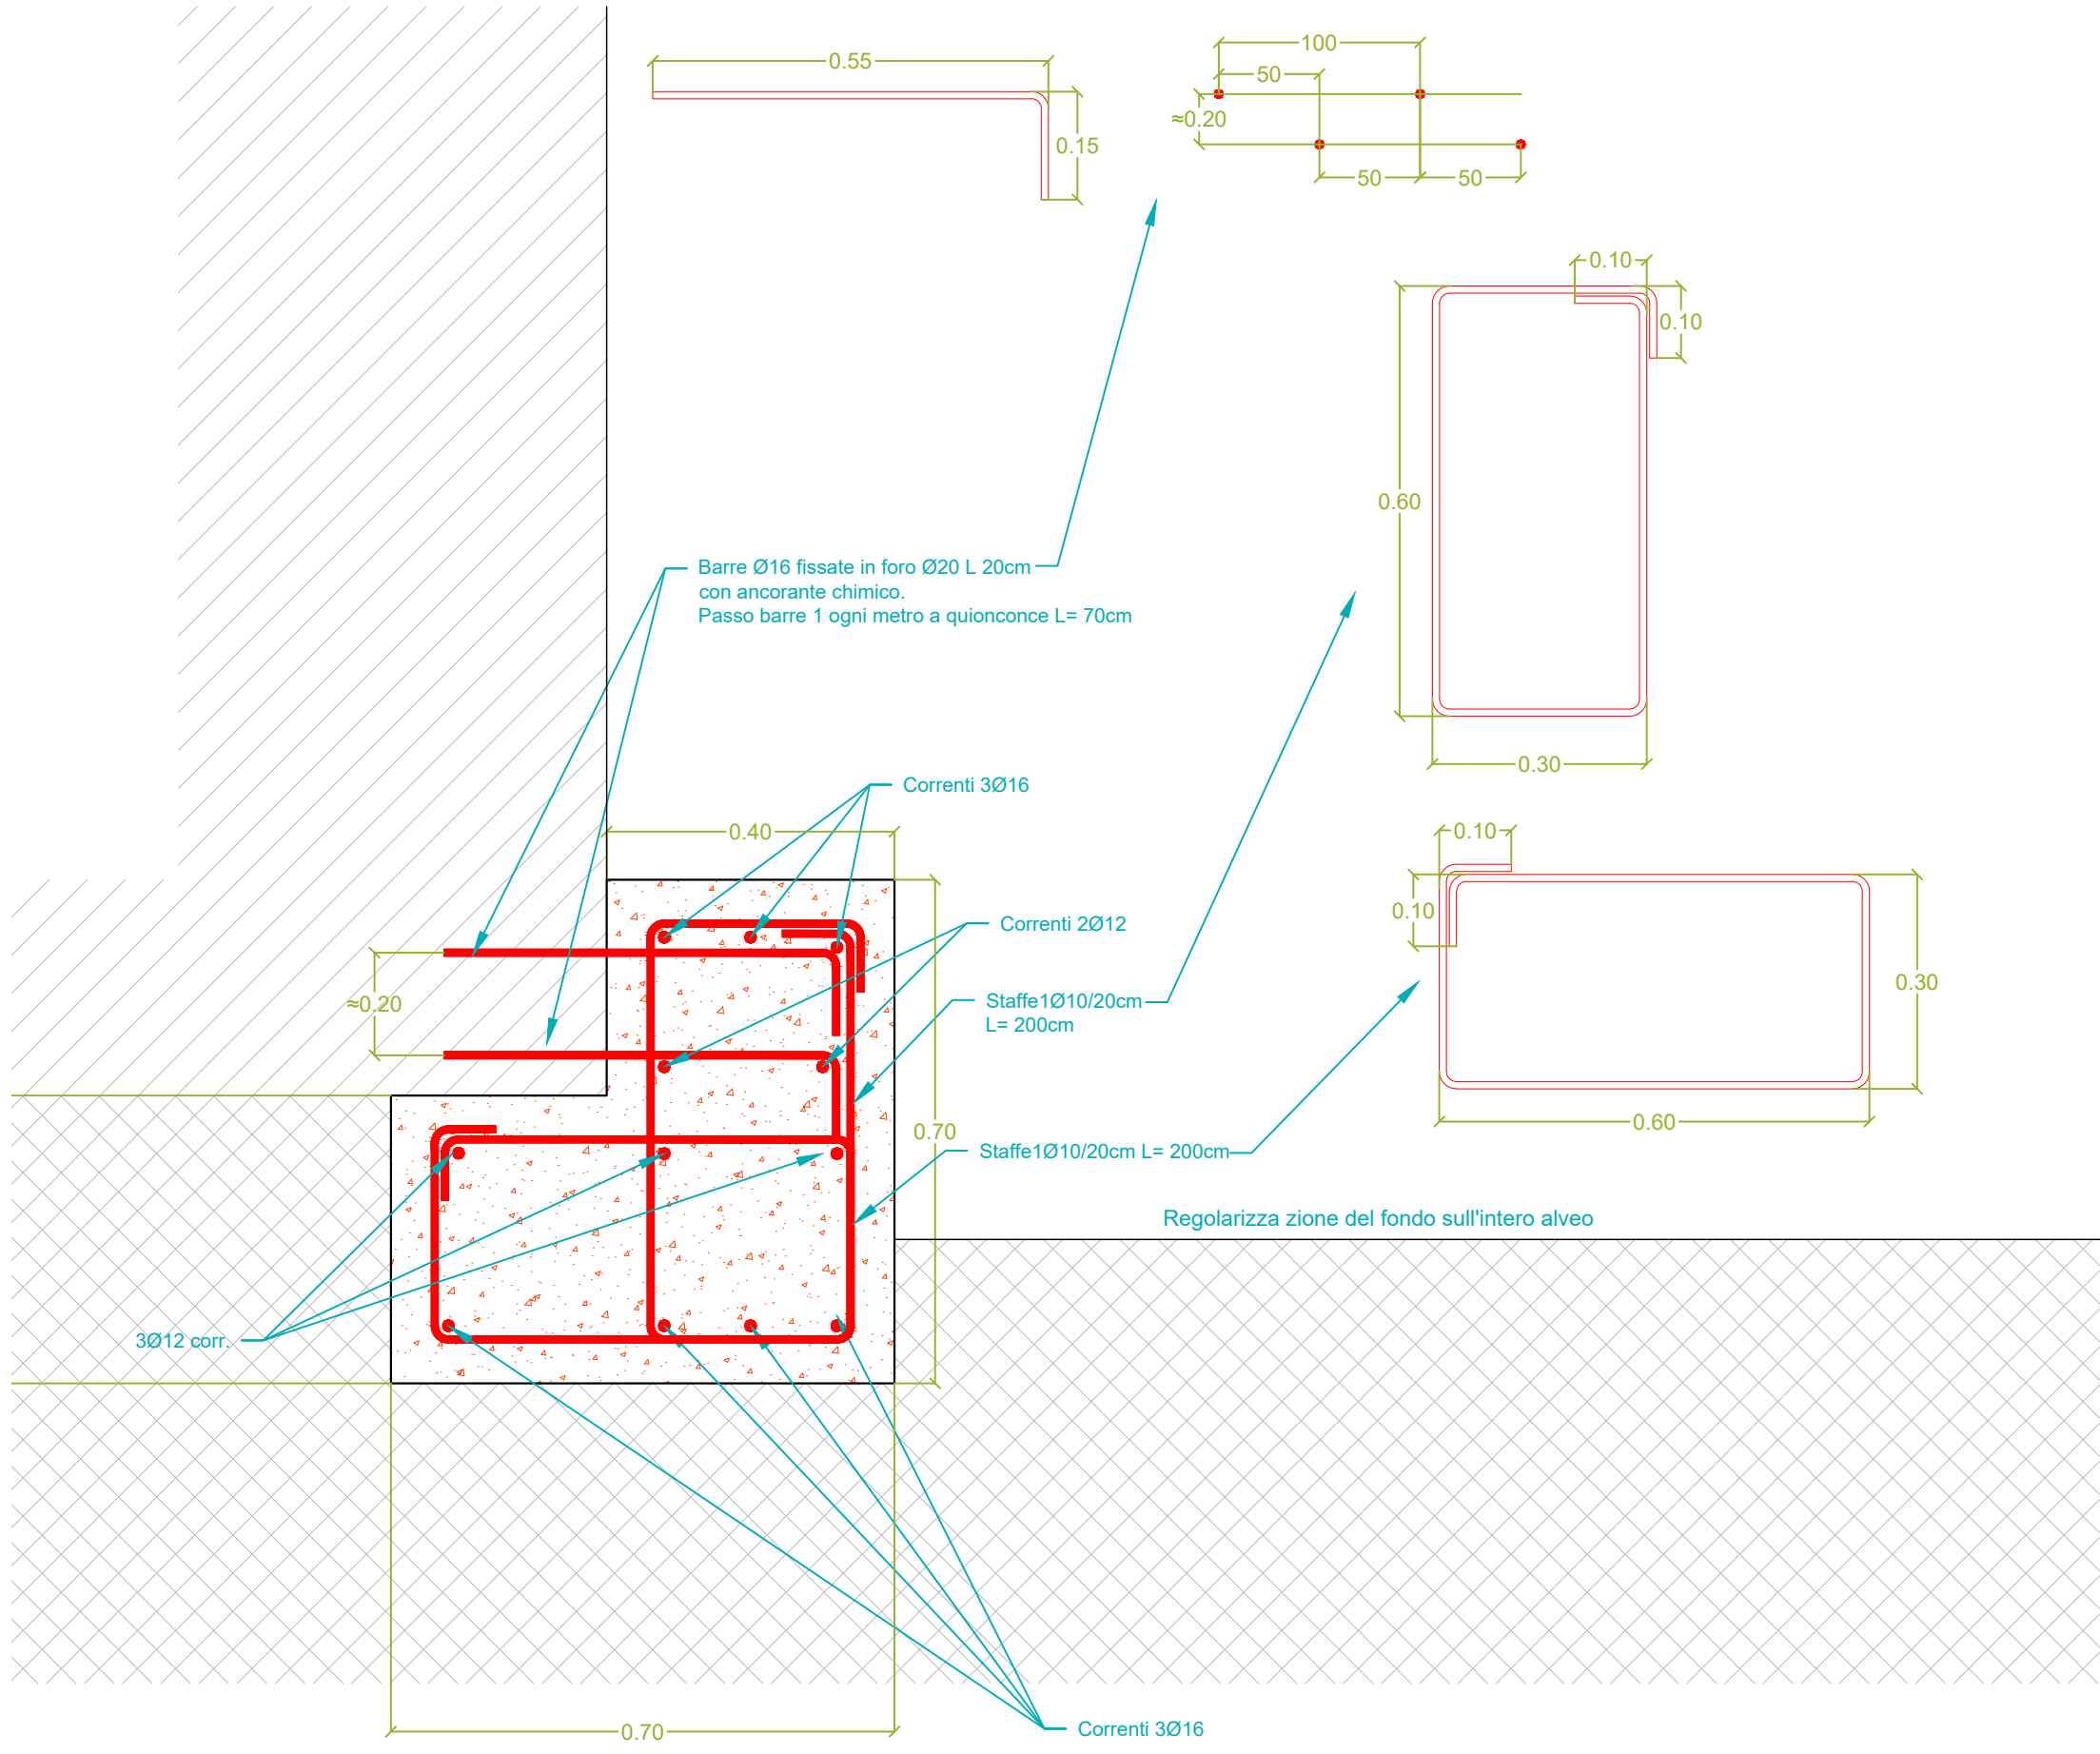 0.55
0.15
100
50
≈0.20
50
50
0.10
0.10
0.60
0.30
Barre Ø16 fissate in foro Ø20 L 20cm
con ancorante chimico.
Passo barre 1 ogni metro a quionconce L= 70cm
Correnti 3Ø16
0.40
Correnti 2Ø12
≈0.20
Staffe1Ø10/20cm
L= 200cm
0.10
0.10
0.30
0.60
0.70
Staffe1Ø10/20cm L= 200cm
Regolarizza zione del fondo sull'intero alveo
3Ø12 corr.
0.70
Correnti 3Ø16